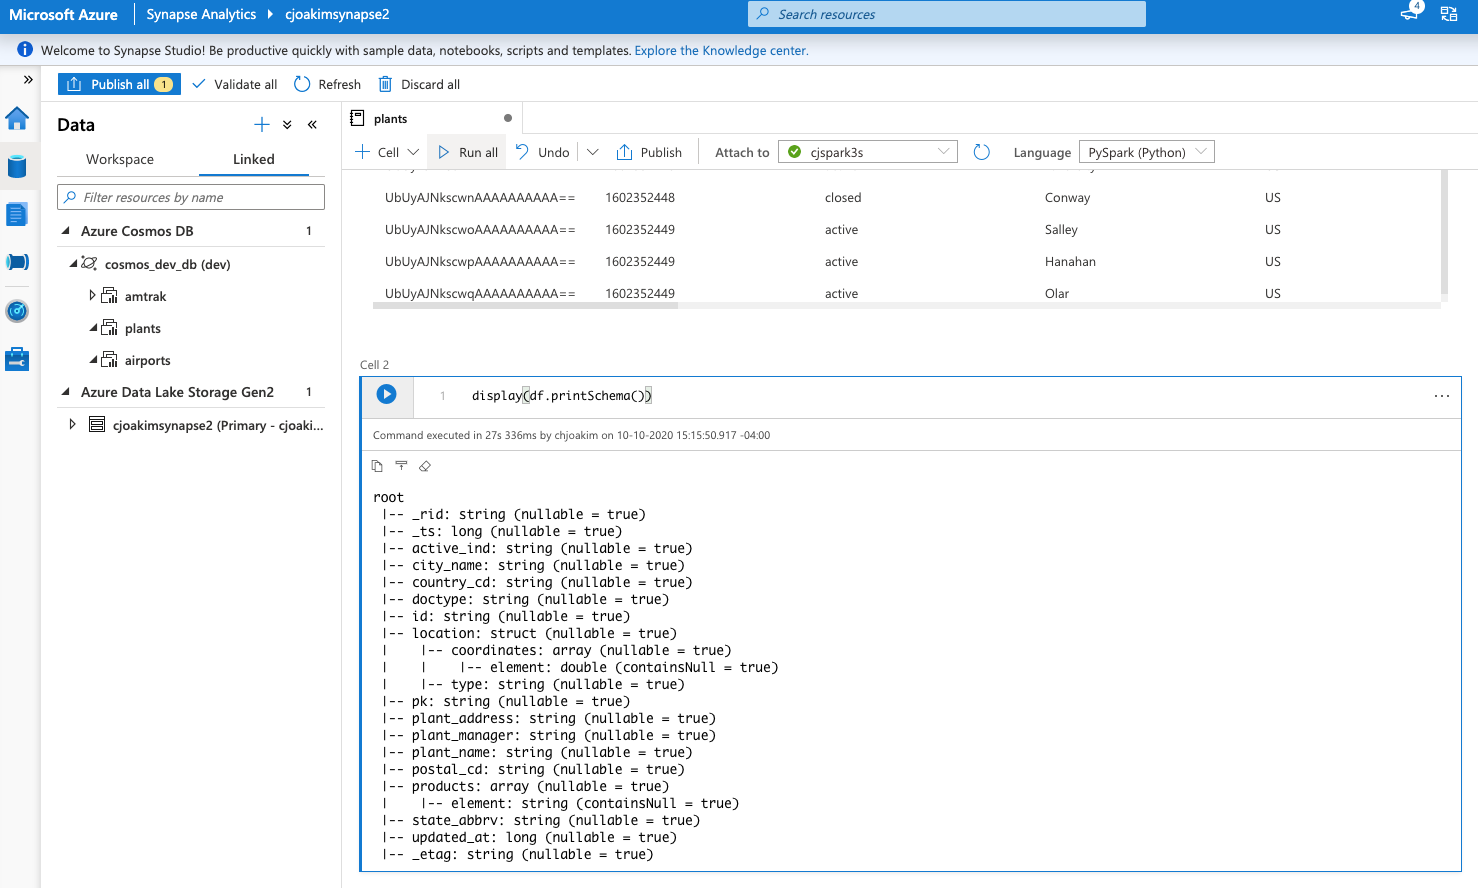 Microsoft Azure | Synapse Analytics cjoakimsynapse2 Search resources 4
Welcome to Synapse Studio! Be productive quickly with sample data, notebooks, scripts and templates. Explore the Knowledge center.
Publish all 1 Validate all Refresh Discard all
Data
Workspace Linked
Filter resources by name
Azure Cosmos DB 1
cosmos_dev_db (dev)
amtrak
plants
airports
Azure Data Lake Storage Gen2 1
cjoakimsynapse2 (Primary - cjoaki...
plants
Cell Run all Undo Publish Attach to cjspark3s Language PySpark (Python)
UbUyAJNkscwnAAAAAAAAAA== 1602352448 closed Conway US
UbUyAJNkscwoAAAAAAAAAA== 1602352449 active Salley US
UbUyAJNkscwpAAAAAAAAAA== 1602352449 active Hanahan US
UbUyAJNkscwqAAAAAAAAAA== 1602352449 active Olar US
Cell 2
1 display(df.printSchema())
...
Command executed in 27s 336ms by chjoakim on 10-10-2020 15:15:50.917 -04:00
root
|-- _rid: string (nullable = true)
|-- _ts: long (nullable = true)
|-- active_ind: string (nullable = true)
|-- city_name: string (nullable = true)
|-- country_cd: string (nullable = true)
|-- doctype: string (nullable = true)
|-- id: string (nullable = true)
|-- location: struct (nullable = true)
| |-- coordinates: array (nullable = true)
| | |-- element: double (containsNull = true)
| |-- type: string (nullable = true)
|-- pk: string (nullable = true)
|-- plant_address: string (nullable = true)
|-- plant_manager: string (nullable = true)
|-- plant_name: string (nullable = true)
|-- postal_cd: string (nullable = true)
|-- products: array (nullable = true)
| |-- element: string (containsNull = true)
|-- state_abbrv: string (nullable = true)
|-- updated_at: long (nullable = true)
|-- _etag: string (nullable = true)